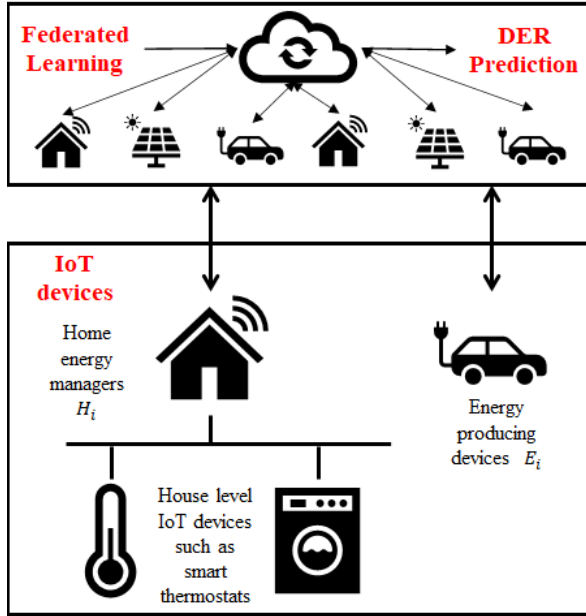 Federated
Learning
DER
Prediction
IoT
devices
Home
energy
managers
H_i
Energy
producing
devices E_i
House level
IoT devices
such as
smart
thermostats